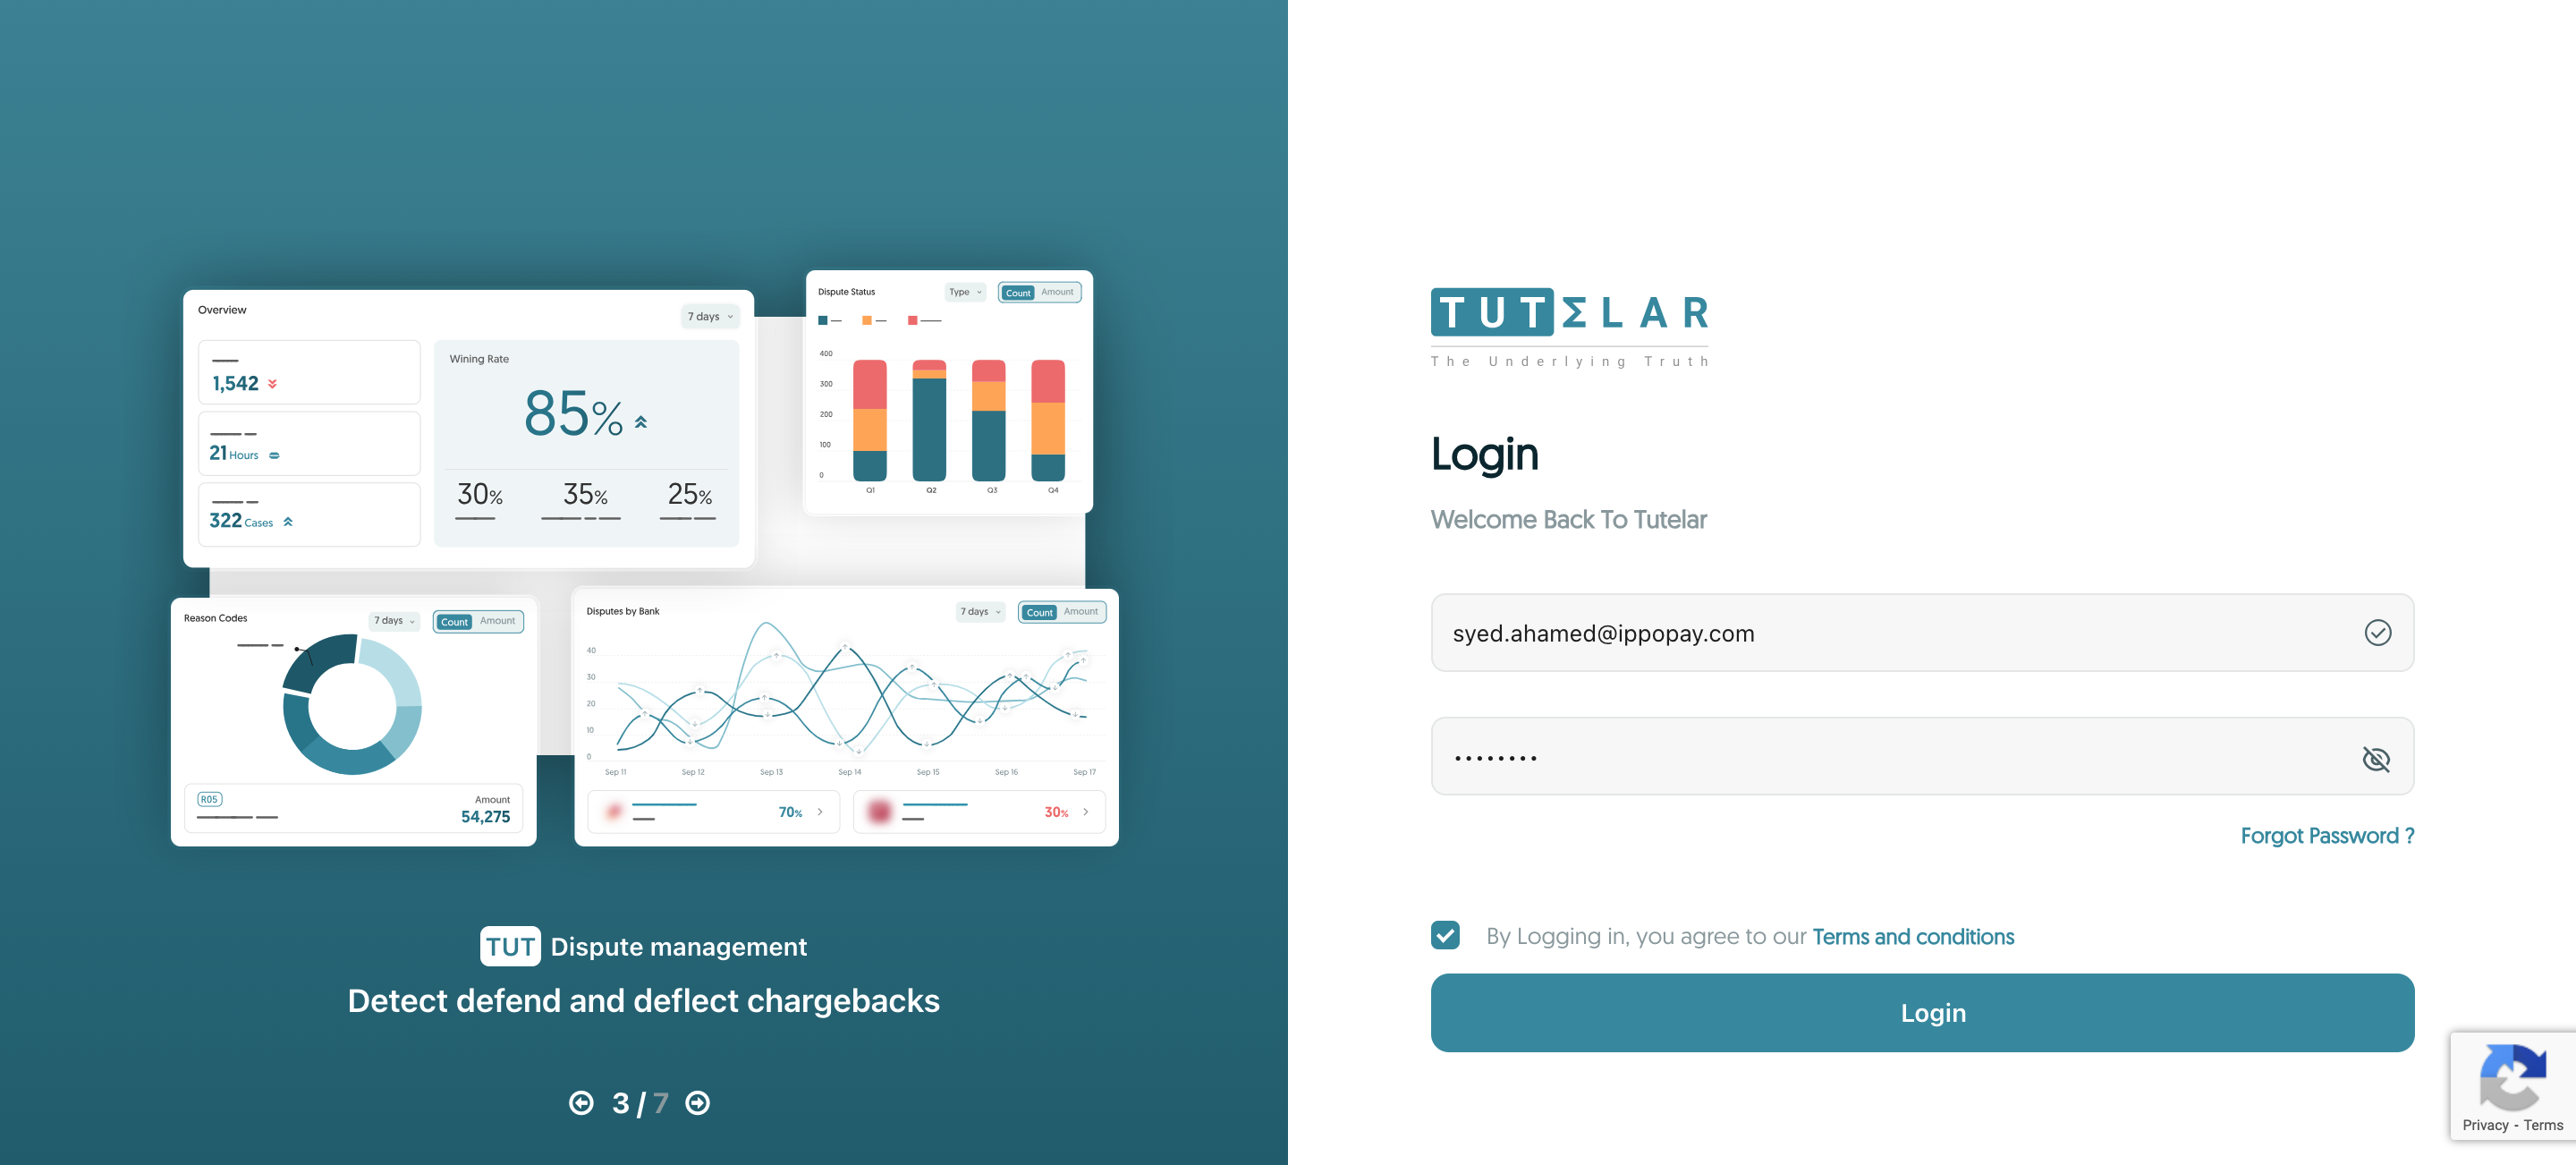 Overview
7 days
1,542
21 Hours
322 Cases
Wining Rate
85%
30% 35% 25%
Dispute Status
Type
Count Amount
400
300
200
100
0
Q1 Q2 Q3 Q4
Reason Codes
7 days
Count Amount
R05
Amount
54,275
Disputes by Bank
7 days
Count Amount
40
30
20
10
0
Sep 11 Sep 12 Sep 13 Sep 14 Sep 15 Sep 16 Sep 17
70%
30%
TUT Dispute management
Detect defend and deflect chargebacks
3 / 7
TUTΣLAR
The Underlying Truth
Login
Welcome Back To Tutelar
syed.ahamed@ippopay.com
••••••••
Forgot Password ?
By Logging in, you agree to our Terms and conditions
Login
Privacy - Terms